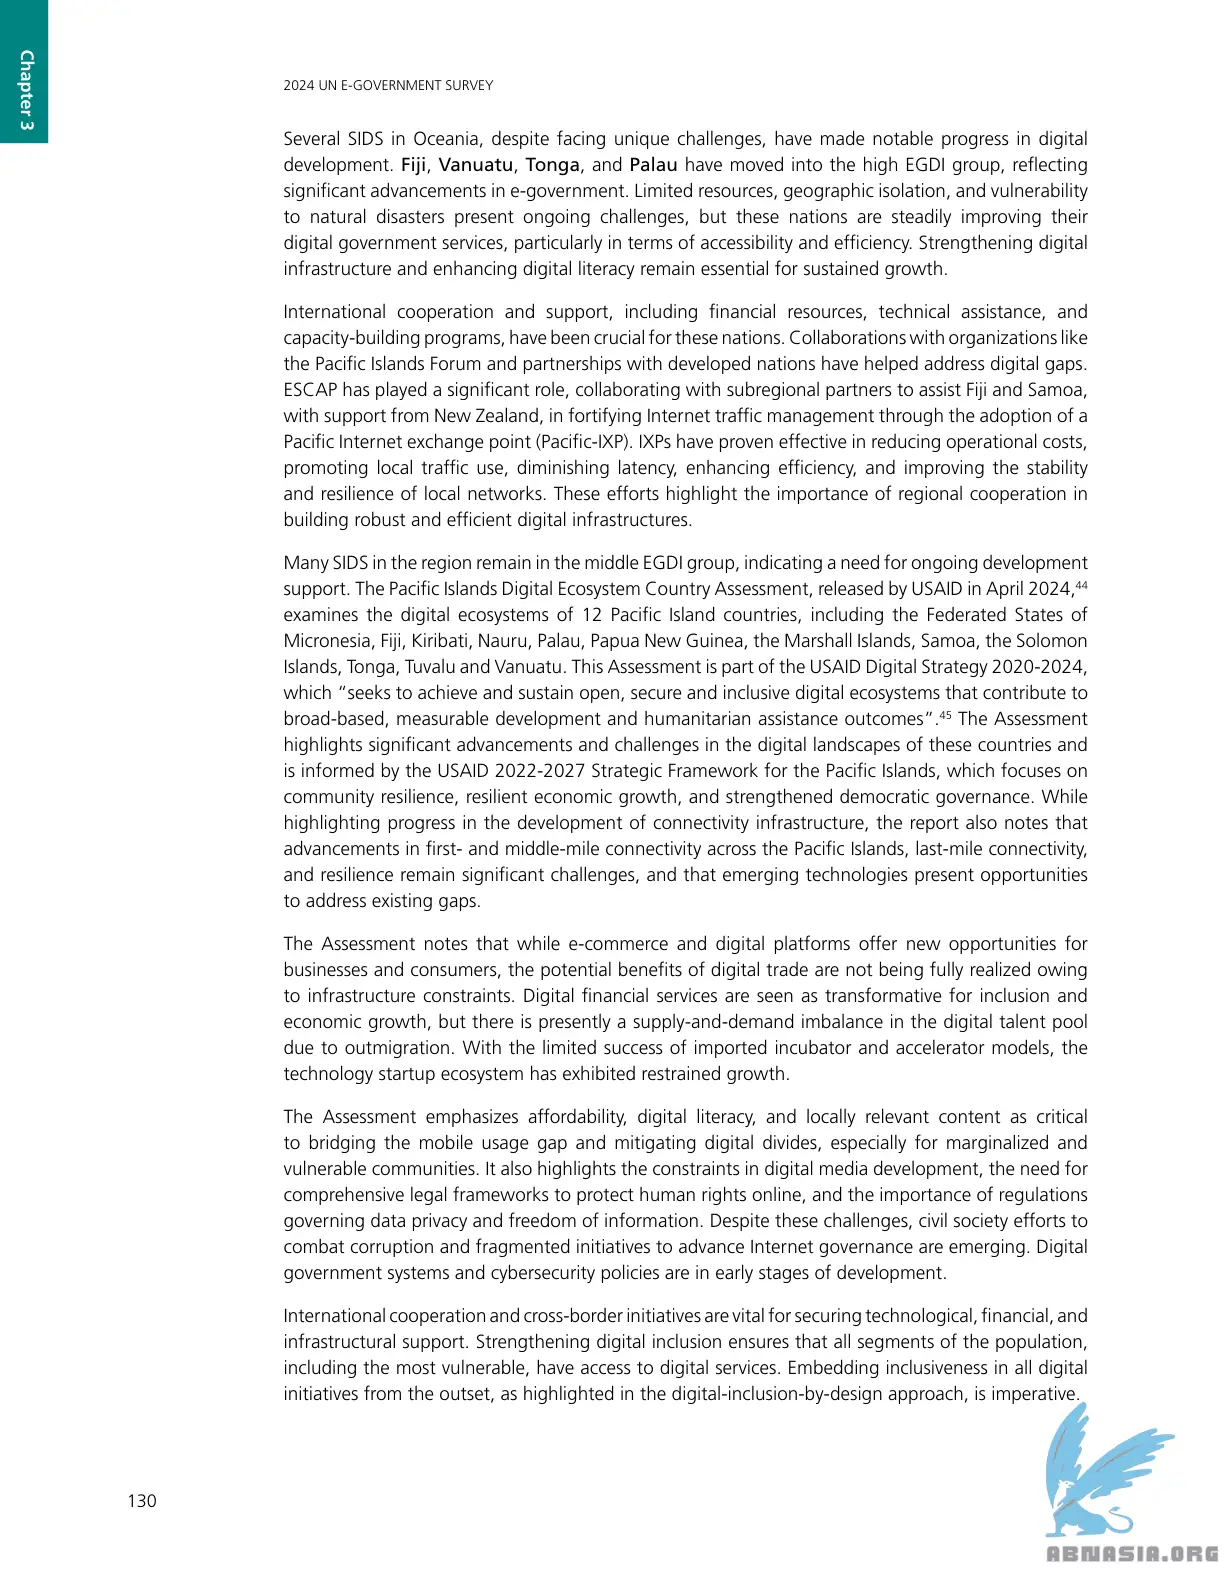 Chapter 3
2024 UN E-GOVERNMENT SURVEY
Several SIDS in Oceania, despite facing unique challenges, have made notable progress in digital
development. Fiji, Vanuatu, Tonga, and Palau have moved into the high EGDI group, reflecting
significant advancements in e-government. Limited resources, geographic isolation, and vulnerability
to natural disasters present ongoing challenges, but these nations are steadily improving their
digital government services, particularly in terms of accessibility and efficiency. Strengthening digital
infrastructure and enhancing digital literacy remain essential for sustained growth.
International cooperation and support, including financial resources, technical assistance, and
capacity-building programs, have been crucial for these nations. Collaborations with organizations like
the Pacific Islands Forum and partnerships with developed nations have helped address digital gaps.
ESCAP has played a significant role, collaborating with subregional partners to assist Fiji and Samoa,
with support from New Zealand, in fortifying Internet traffic management through the adoption of a
Pacific Internet exchange point (Pacific-IXP). IXPs have proven effective in reducing operational costs,
promoting local traffic use, diminishing latency, enhancing efficiency, and improving the stability
and resilience of local networks. These efforts highlight the importance of regional cooperation in
building robust and efficient digital infrastructures.
Many SIDS in the region remain in the middle EGDI group, indicating a need for ongoing development
support. The Pacific Islands Digital Ecosystem Country Assessment, released by USAID in April 2024,44
examines the digital ecosystems of 12 Pacific Island countries, including the Federated States of
Micronesia, Fiji, Kiribati, Nauru, Palau, Papua New Guinea, the Marshall Islands, Samoa, the Solomon
Islands, Tonga, Tuvalu and Vanuatu. This Assessment is part of the USAID Digital Strategy 2020-2024,
which “seeks to achieve and sustain open, secure and inclusive digital ecosystems that contribute to
broad-based, measurable development and humanitarian assistance outcomes”.45 The Assessment
highlights significant advancements and challenges in the digital landscapes of these countries and
is informed by the USAID 2022-2027 Strategic Framework for the Pacific Islands, which focuses on
community resilience, resilient economic growth, and strengthened democratic governance. While
highlighting progress in the development of connectivity infrastructure, the report also notes that
advancements in first- and middle-mile connectivity across the Pacific Islands, last-mile connectivity,
and resilience remain significant challenges, and that emerging technologies present opportunities
to address existing gaps.
The Assessment notes that while e-commerce and digital platforms offer new opportunities for
businesses and consumers, the potential benefits of digital trade are not being fully realized owing
to infrastructure constraints. Digital financial services are seen as transformative for inclusion and
economic growth, but there is presently a supply-and-demand imbalance in the digital talent pool
due to outmigration. With the limited success of imported incubator and accelerator models, the
technology startup ecosystem has exhibited restrained growth.
The Assessment emphasizes affordability, digital literacy, and locally relevant content as critical
to bridging the mobile usage gap and mitigating digital divides, especially for marginalized and
vulnerable communities. It also highlights the constraints in digital media development, the need for
comprehensive legal frameworks to protect human rights online, and the importance of regulations
governing data privacy and freedom of information. Despite these challenges, civil society efforts to
combat corruption and fragmented initiatives to advance Internet governance are emerging. Digital
government systems and cybersecurity policies are in early stages of development.
International cooperation and cross-border initiatives are vital for securing technological, financial, and
infrastructural support. Strengthening digital inclusion ensures that all segments of the population,
including the most vulnerable, have access to digital services. Embedding inclusiveness in all digital
initiatives from the outset, as highlighted in the digital-inclusion-by-design approach, is imperative.
130
ABNASIA.ORG